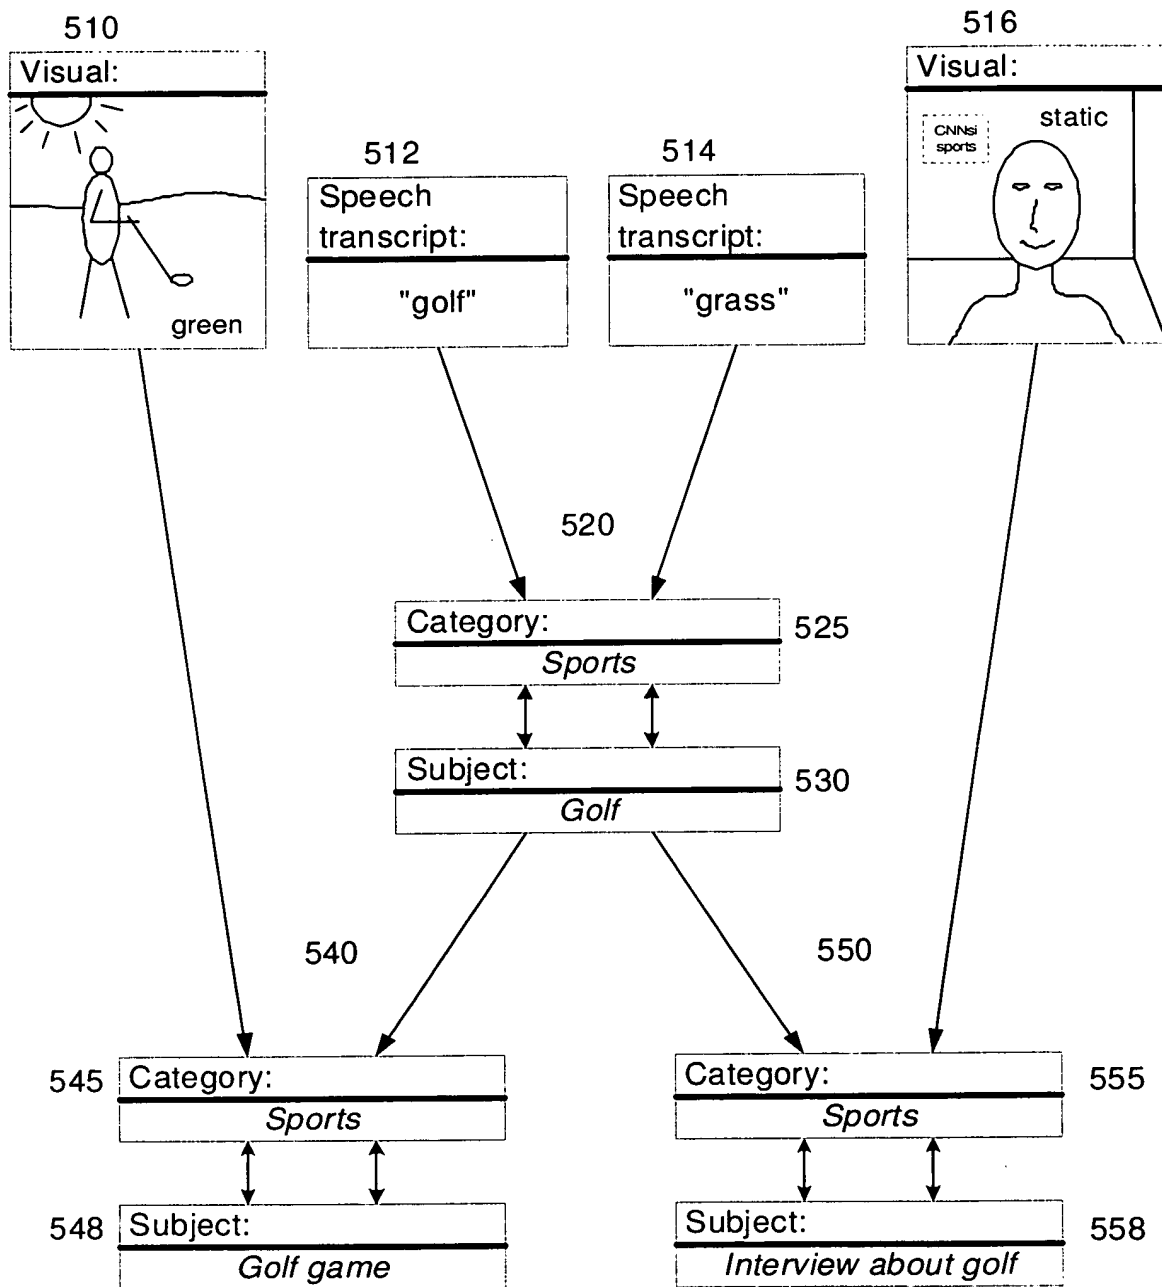 510
516
Visual:
Visual:
CNNsi
sports
static
512
514
Speech
transcript:
Speech
transcript:
"golf"
"grass"
green
520
Category:
525
Sports
Subject:
530
Golf
540
550
545
Category:
Sports
Category:
555
Sports
548
Subject:
Golf game
Subject:
558
Interview about golf